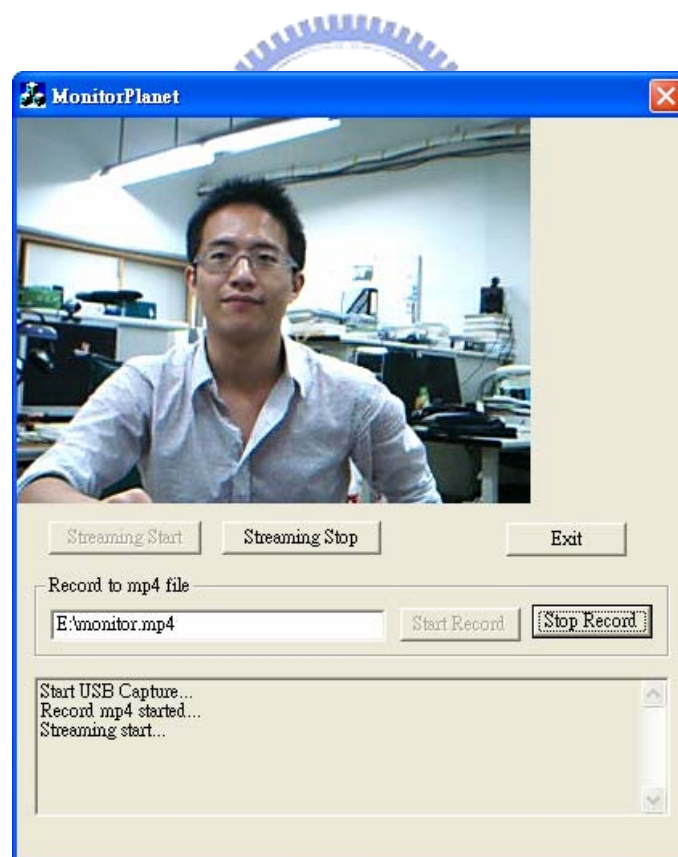 MonitorPlanet
Streaming Start
Streaming Stop
Exit
Record to mp4 file
E:\monitor.mp4
Start Record
Stop Record
Start USB Capture...
Record mp4 started...
Streaming start...